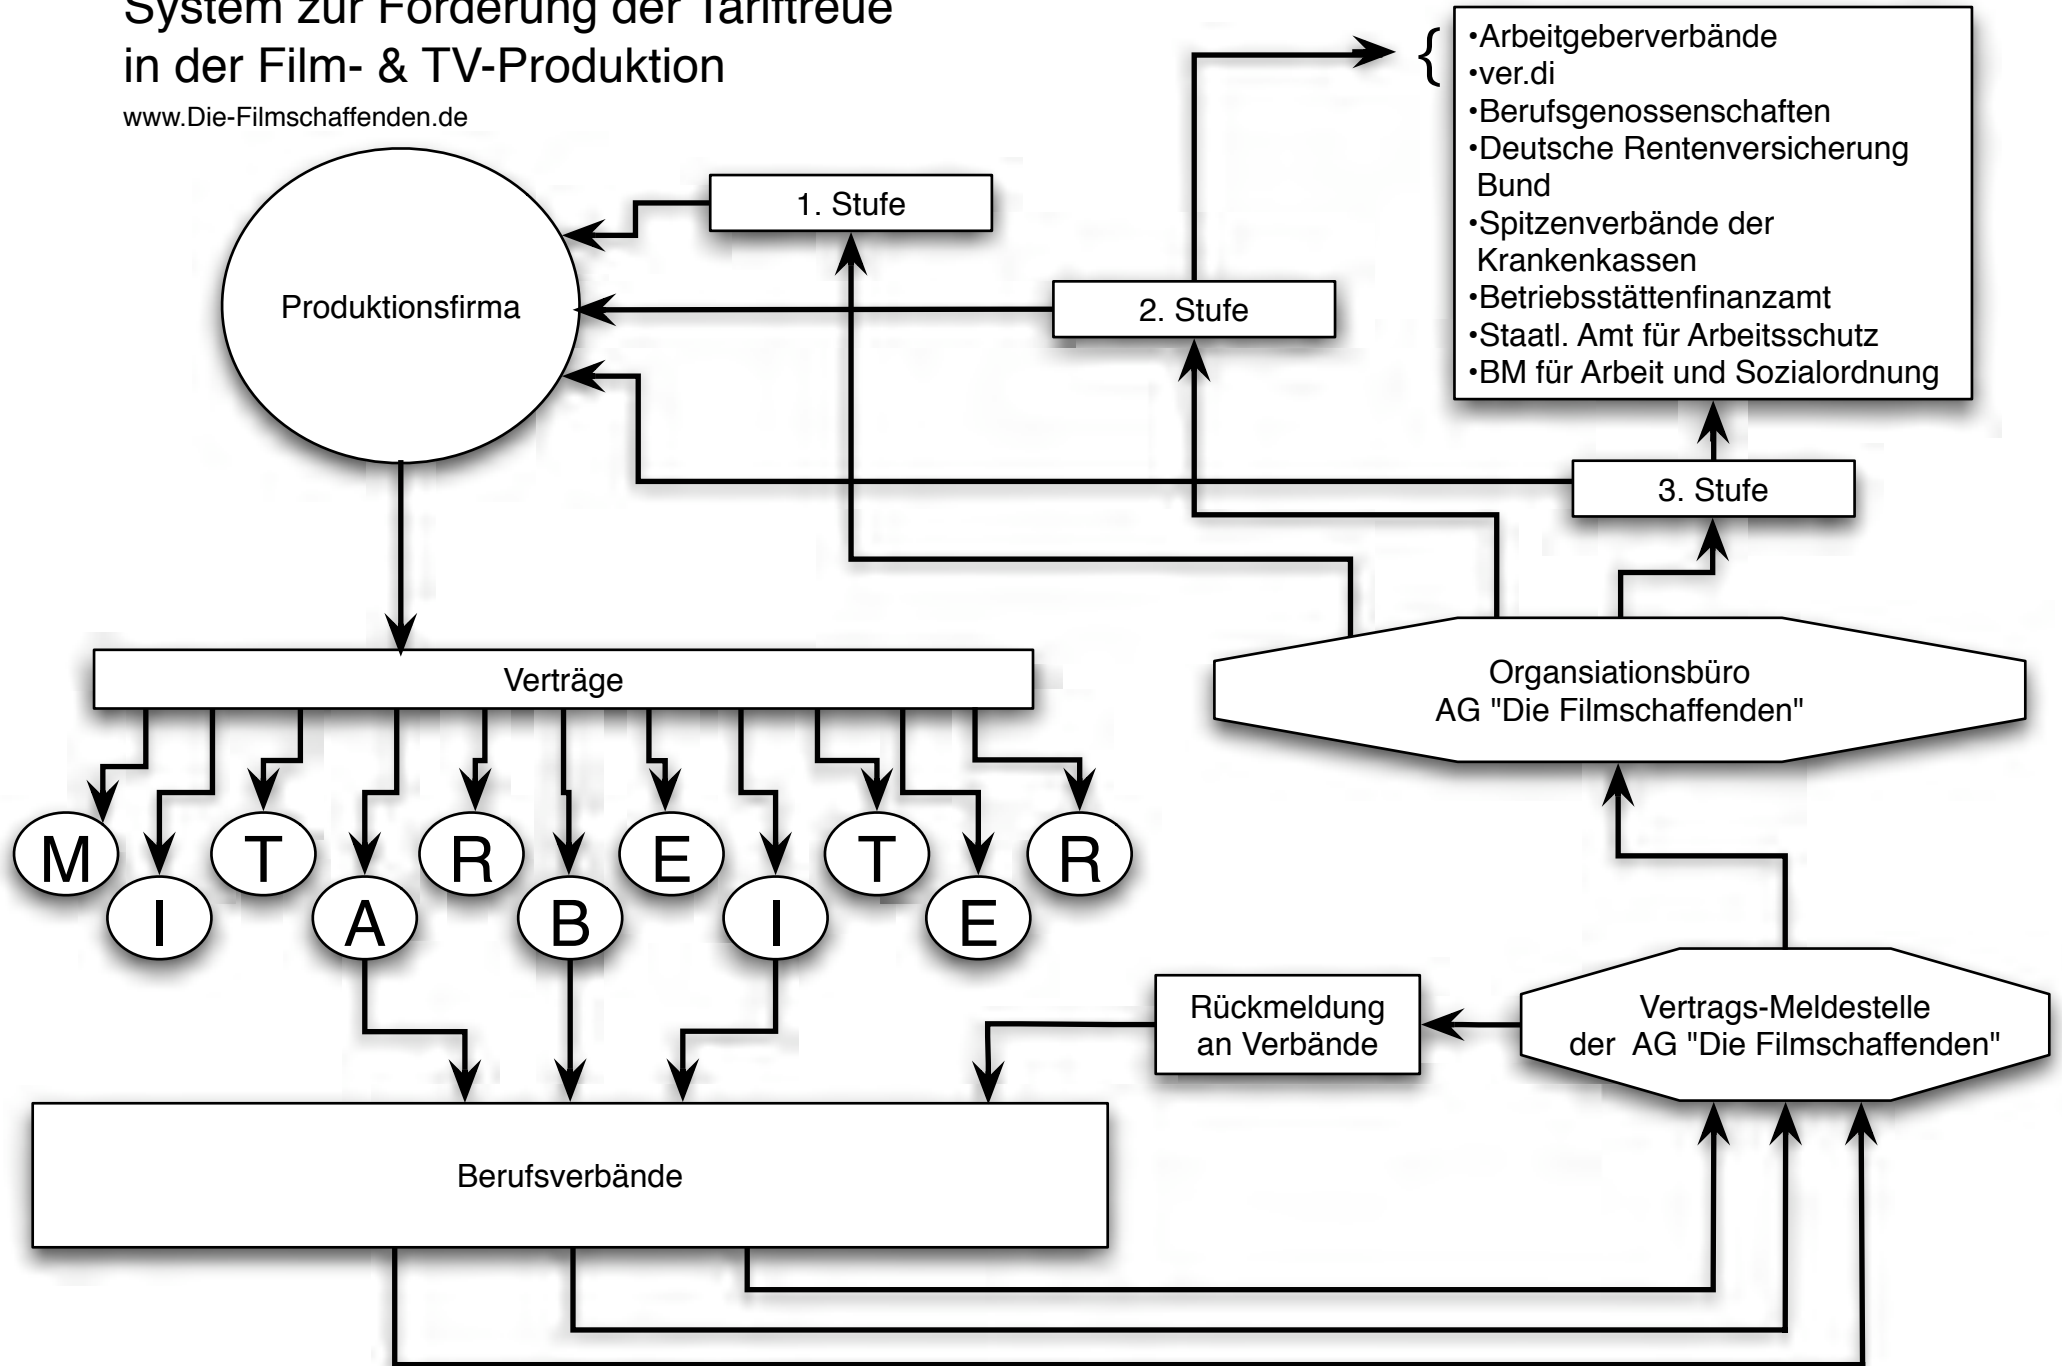 System zur Förderung der Tariftreue
in der Film- & TV-Produktion
www.Die-Filmschaffenden.de
{
•Arbeitgeberverbände
•ver.di
•Berufsgenossenschaften
•Deutsche Rentenversicherung
Bund
•Spitzenverbände der
Krankenkassen
•Betriebsstättenfinanzamt
•Staatl. Amt für Arbeitsschutz
•BM für Arbeit und Sozialordnung
1. Stufe
Produktionsfirma
2. Stufe
3. Stufe
Verträge
Organsiationsbüro
AG "Die Filmschaffenden"
M I T A R B E I T E R
Rückmeldung
an Verbände
Vertrags-Meldestelle
der AG "Die Filmschaffenden"
Berufsverbände